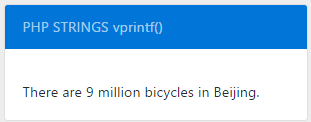 PHP STRINGS vprintf()
There are 9 million bicycles in Beijing.